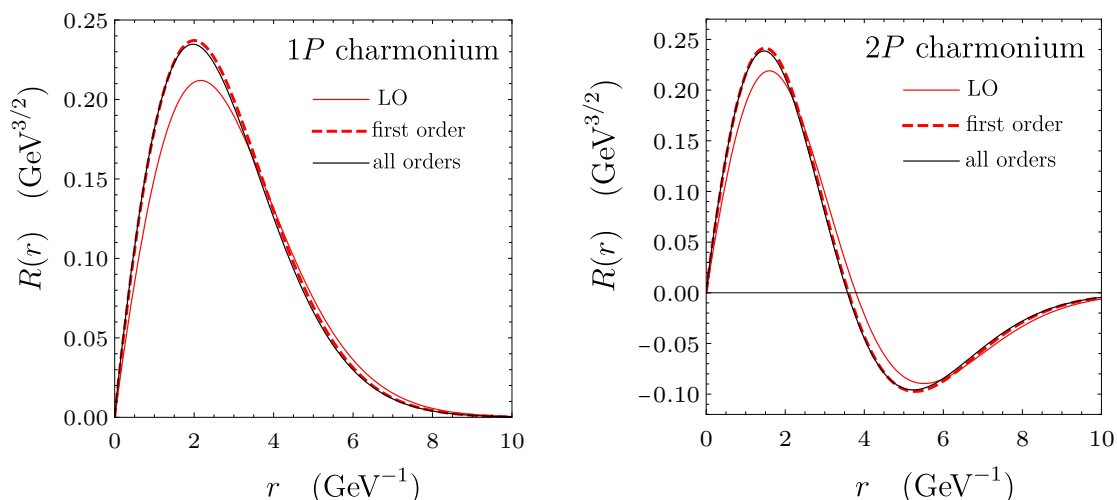 1P charmonium
LO
first order
all orders
R(r) (GeV^{3/2})
0.25
0.20
0.15
0.10
0.05
0.00
0 2 4 6 8 10
r (GeV^{−1})
2P charmonium
LO
first order
all orders
R(r) (GeV^{3/2})
0.25
0.20
0.15
0.10
0.05
0.00
−0.05
−0.10
0 2 4 6 8 10
r (GeV^{−1})